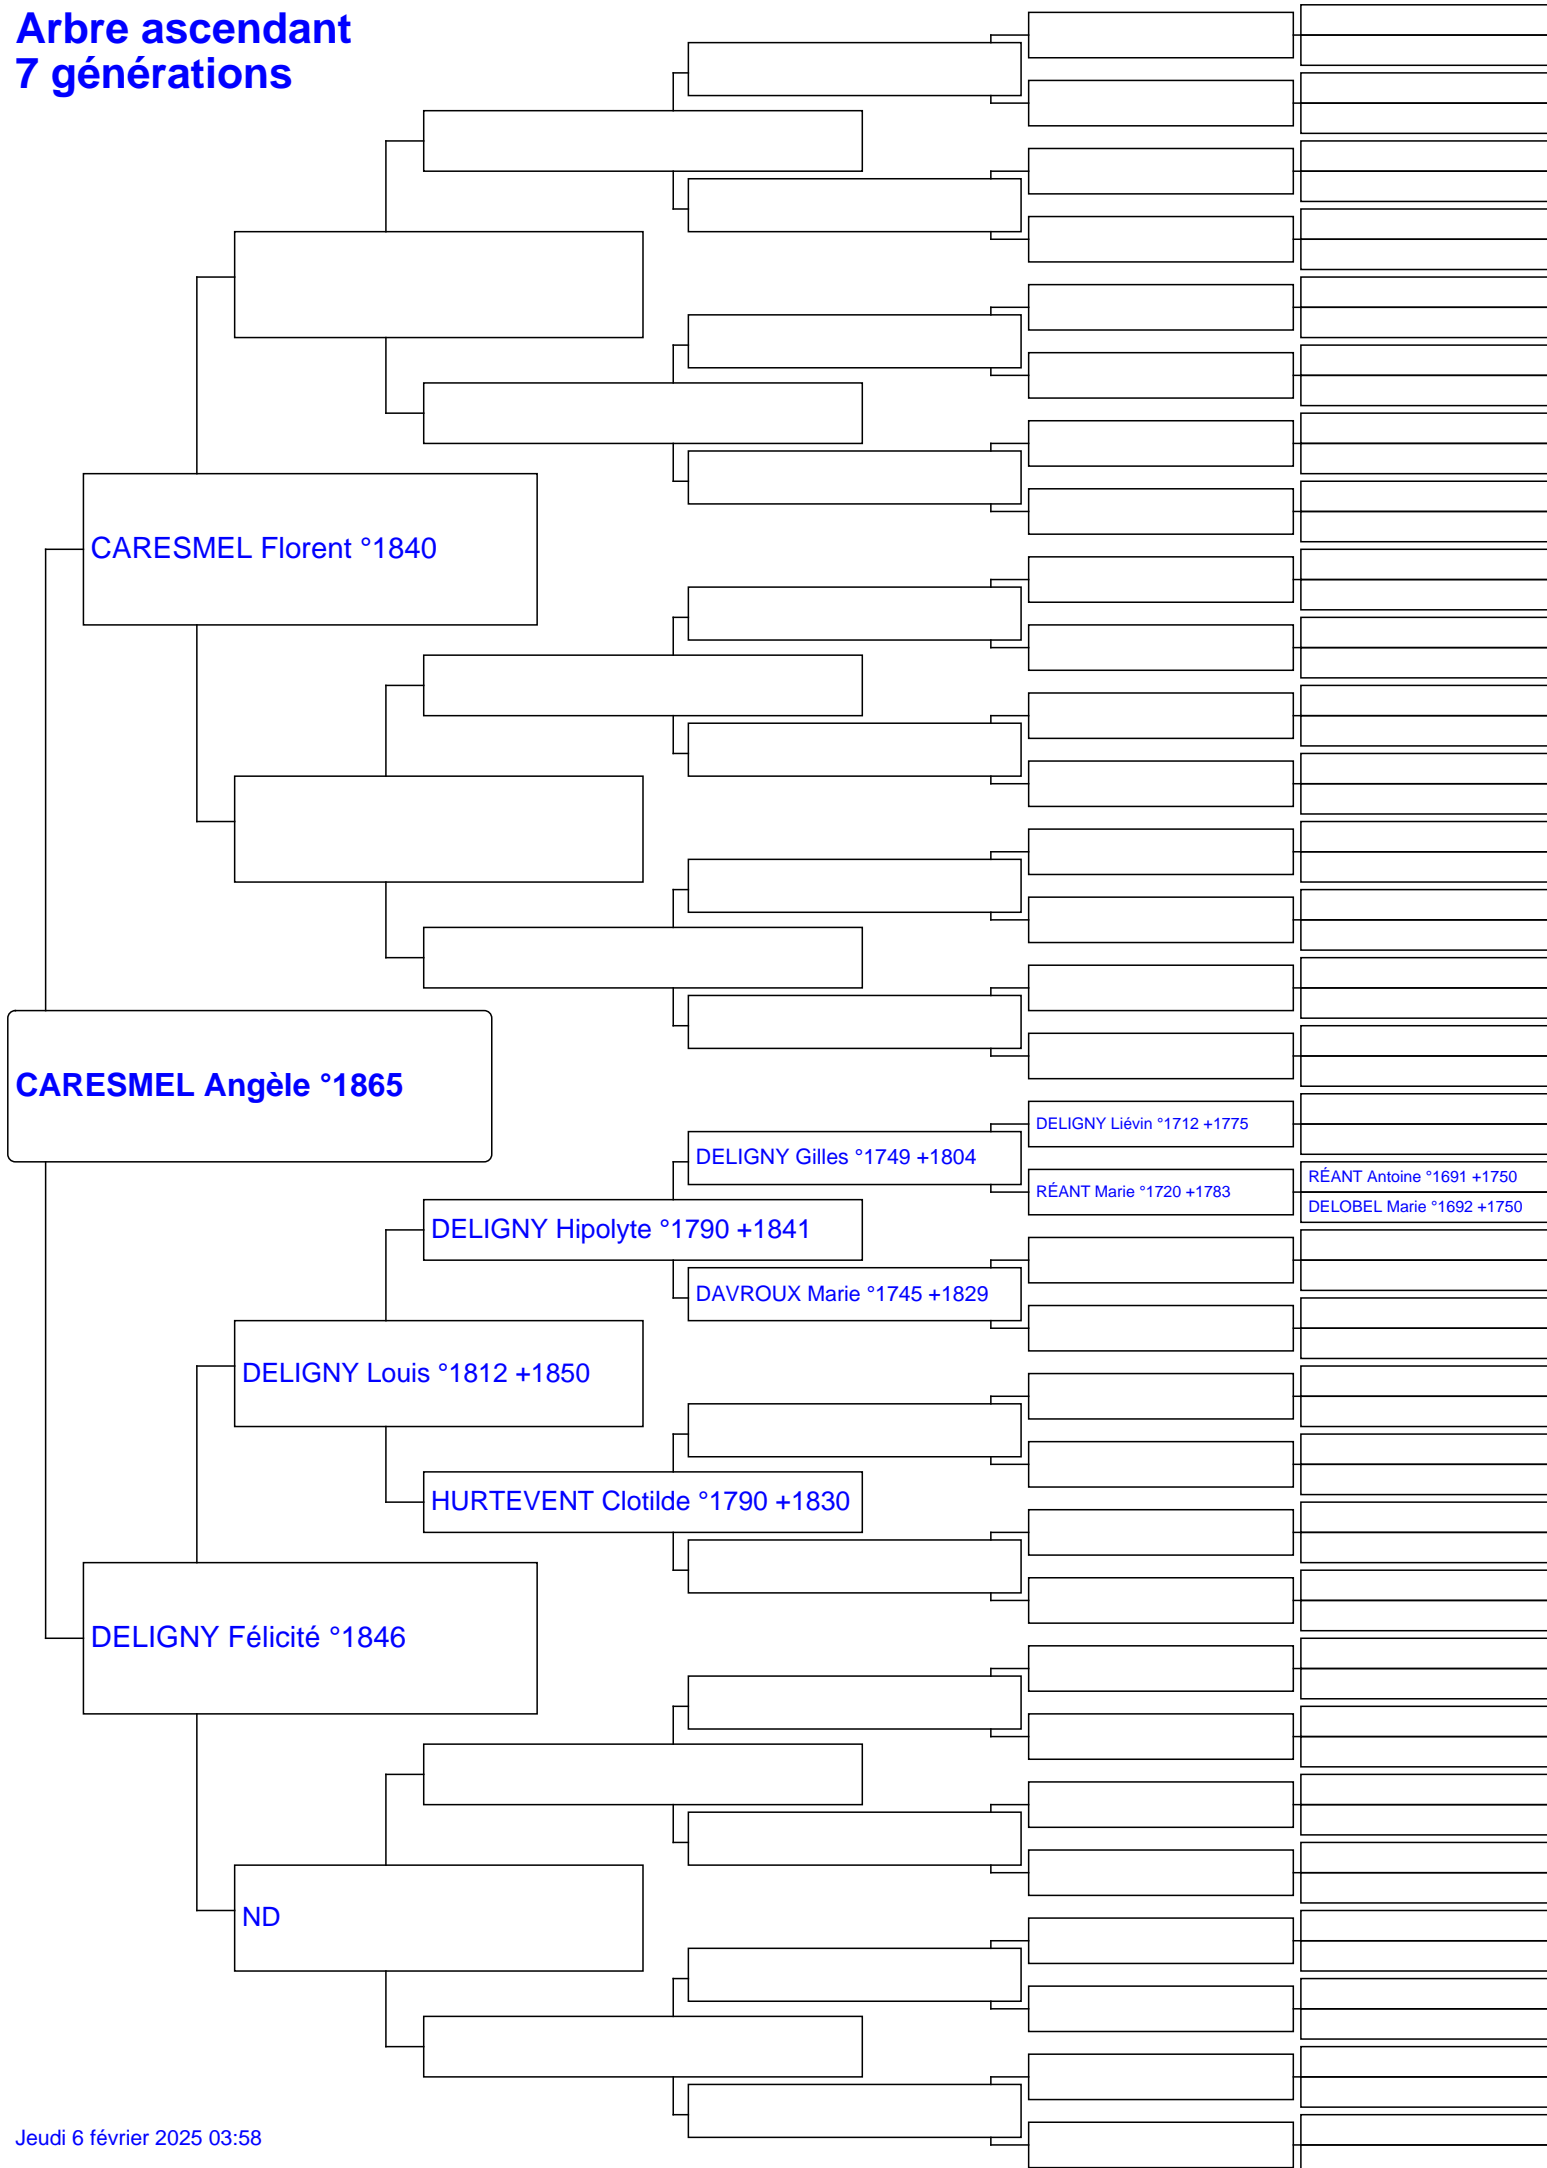 Arbre ascendant
7 générations
CARESMEL Florent °1840
CARESMEL Angèle °1865
DELIGNY Liévin °1712 +1775
DELIGNY Gilles °1749 +1804
RÉANT Antoine °1691 +1750
RÉANT Marie °1720 +1783
DELOBEL Marie °1692 +1750
DELIGNY Hipolyte °1790 +1841
DAVROUX Marie °1745 +1829
DELIGNY Louis °1812 +1850
HURTEVENT Clotilde °1790 +1830
DELIGNY Félicité °1846
ND
Jeudi 6 février 2025 03:58